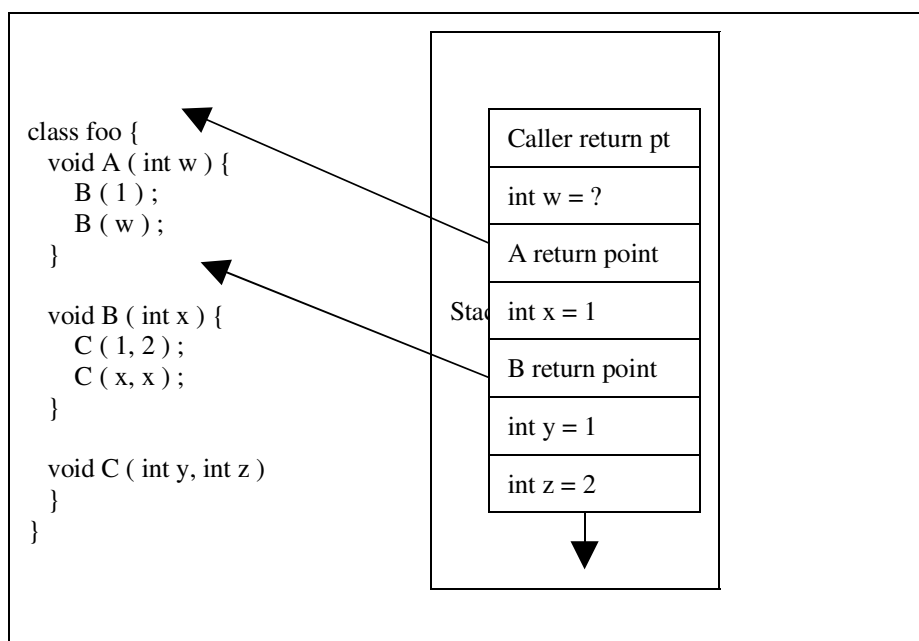 class foo {
void A ( int w ) {
B ( 1 ) ;
B ( w ) ;
}
void B ( int x ) {
C ( 1, 2 ) ;
C ( x, x ) ;
}
void C ( int y, int z )
}
}
Caller return pt
int w = ?
A return point
int x = 1
B return point
int y = 1
int z = 2